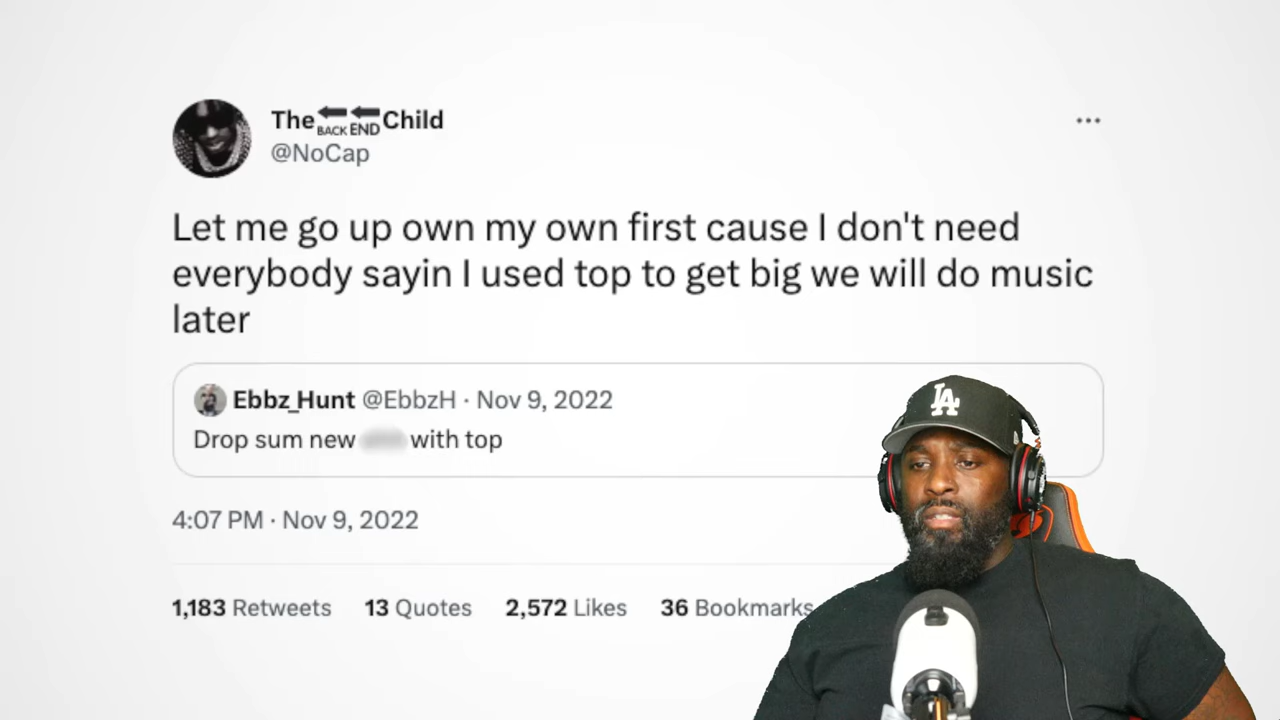 The BACK END Child
@NoCap
Let me go up own my own first cause I don't need
everybody sayin I used top to get big we will do music
later
Ebbz_Hunt @EbbzH · Nov 9, 2022
Drop sum new with top
4:07 PM · Nov 9, 2022
1,183 Retweets 13 Quotes 2,572 Likes 36 Bookmarks
LA